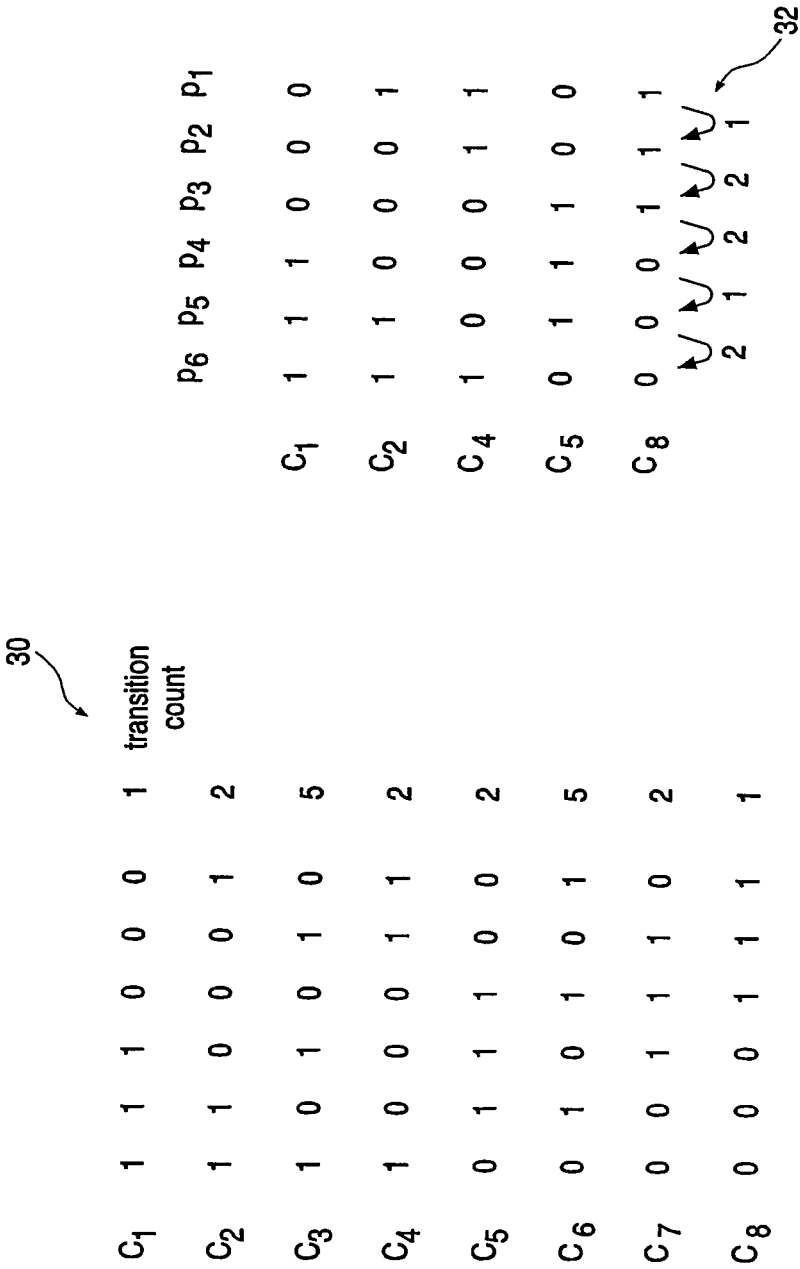 30
C1 1 1 1 0 0 0 1 transition
count
C2 1 1 0 0 0 1 2
C3 1 0 1 0 1 0 5
C4 1 0 0 0 1 1 2
C5 0 1 1 1 0 0 2
C6 0 1 0 1 0 1 5
C7 0 0 1 1 1 0 2
C8 0 0 0 1 1 1 1
p6 p5 p4 p3 p2 p1
C1 1 1 1 0 0 0
C2 1 1 0 0 0 1
C4 1 0 0 0 1 1
C5 0 1 1 1 0 0
C8 0 0 0 1 1 1
2 1 2 2 1
32